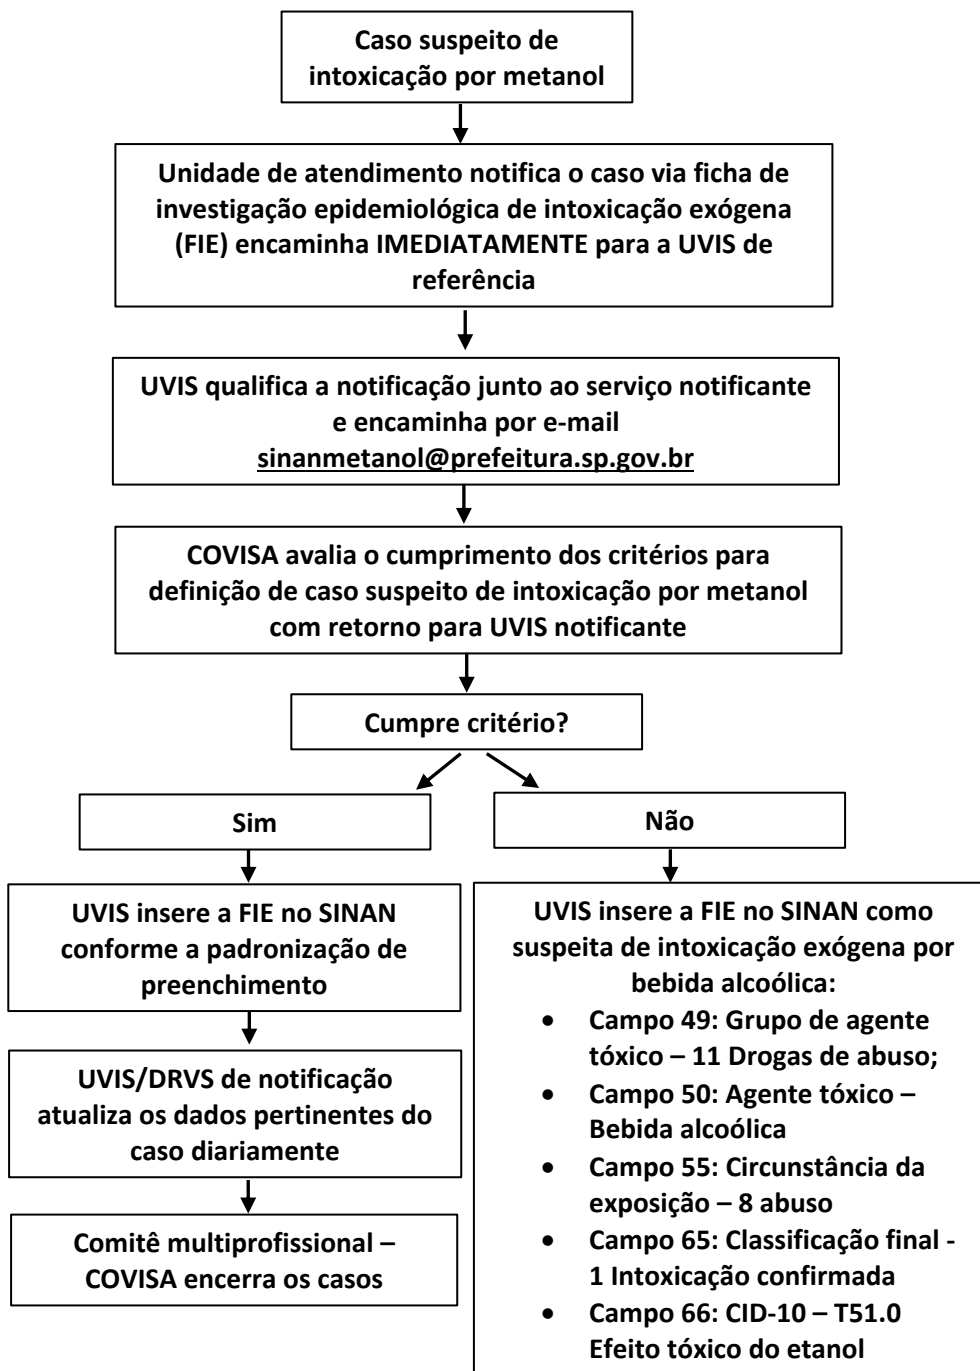 Caso suspeito de
intoxicação por metanol
Unidade de atendimento notifica o caso via ficha de
investigação epidemiológica de intoxicação exógena
(FIE) encaminha IMEDIATAMENTE para a UVIS de
referência
UVIS qualifica a notificação junto ao serviço notificante
e encaminha por e-mail
sinanmetanol@prefeitura.sp.gov.br
COVISA avalia o cumprimento dos critérios para
definição de caso suspeito de intoxicação por metanol
com retorno para UVIS notificante
Cumpre critério?
Sim
UVIS insere a FIE no SINAN
conforme a padronização de
preenchimento
UVIS/DRVS de notificação
atualiza os dados pertinentes do
caso diariamente
Comitê multiprofissional –
COVISA encerra os casos
Não
UVIS insere a FIE no SINAN como
suspeita de intoxicação exógena por
bebida alcoólica:
• Campo 49: Grupo de agente
tóxico – 11 Drogas de abuso;
• Campo 50: Agente tóxico –
Bebida alcoólica
• Campo 55: Circunstância da
exposição – 8 abuso
• Campo 65: Classificação final -
1 Intoxicação confirmada
• Campo 66: CID-10 – T51.0
Efeito tóxico do etanol